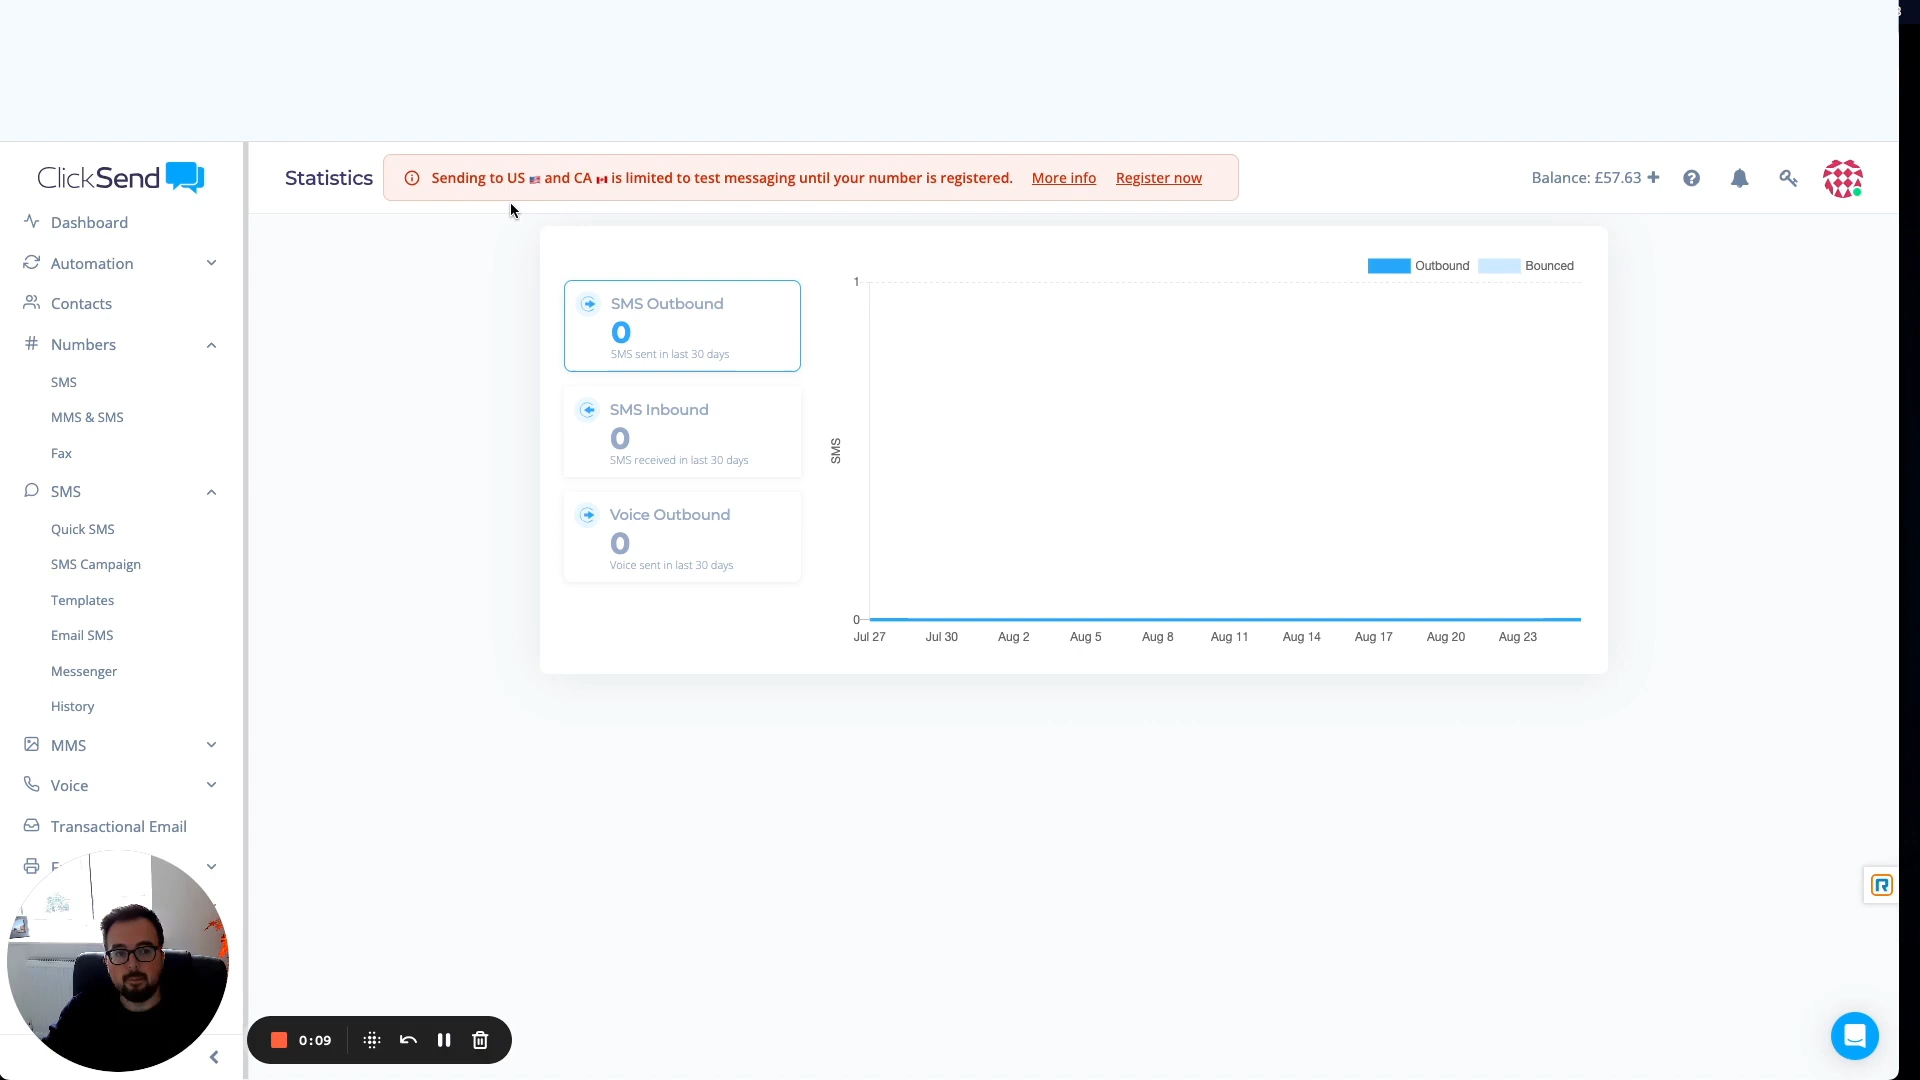 ClickSend
Statistics
Sending to US and CA is limited to test messaging until your number is registered. More info Register now
Balance: £57.63
Dashboard
Automation
Contacts
Numbers
SMS
MMS & SMS
Fax
SMS
Quick SMS
SMS Campaign
Templates
Email SMS
Messenger
History
MMS
Voice
Transactional Email
SMS Outbound
0
SMS sent in last 30 days
SMS Inbound
0
SMS received in last 30 days
Voice Outbound
0
Voice sent in last 30 days
Outbound Bounced
1
SMS
0
Jul 27 Jul 30 Aug 2 Aug 5 Aug 8 Aug 11 Aug 14 Aug 17 Aug 20 Aug 23
0:09